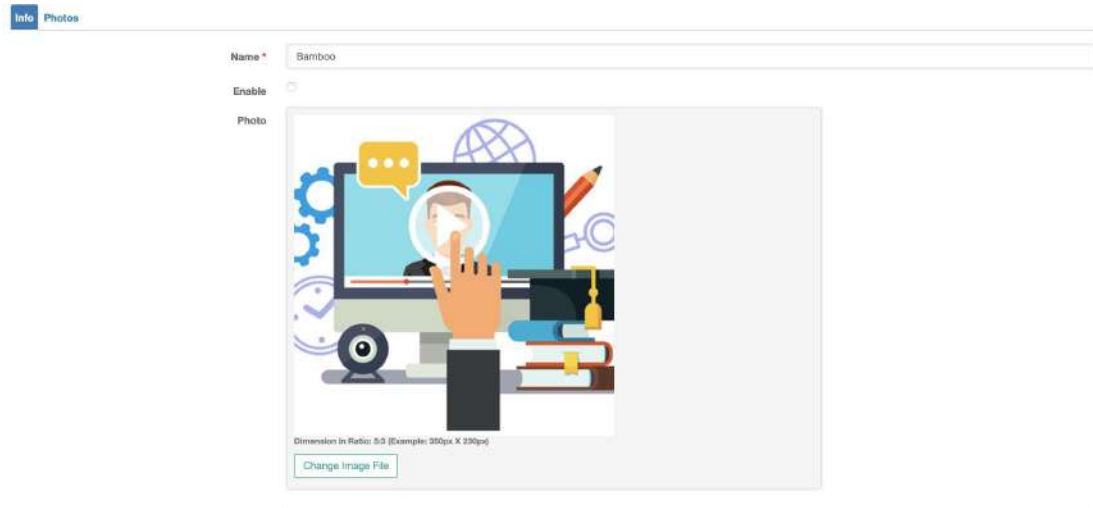 Info Photos
Name *
Bamboo
Enable
Photo
Dimension in Ratio: 5:3 (Example: 350px X 230px)
Change Image File